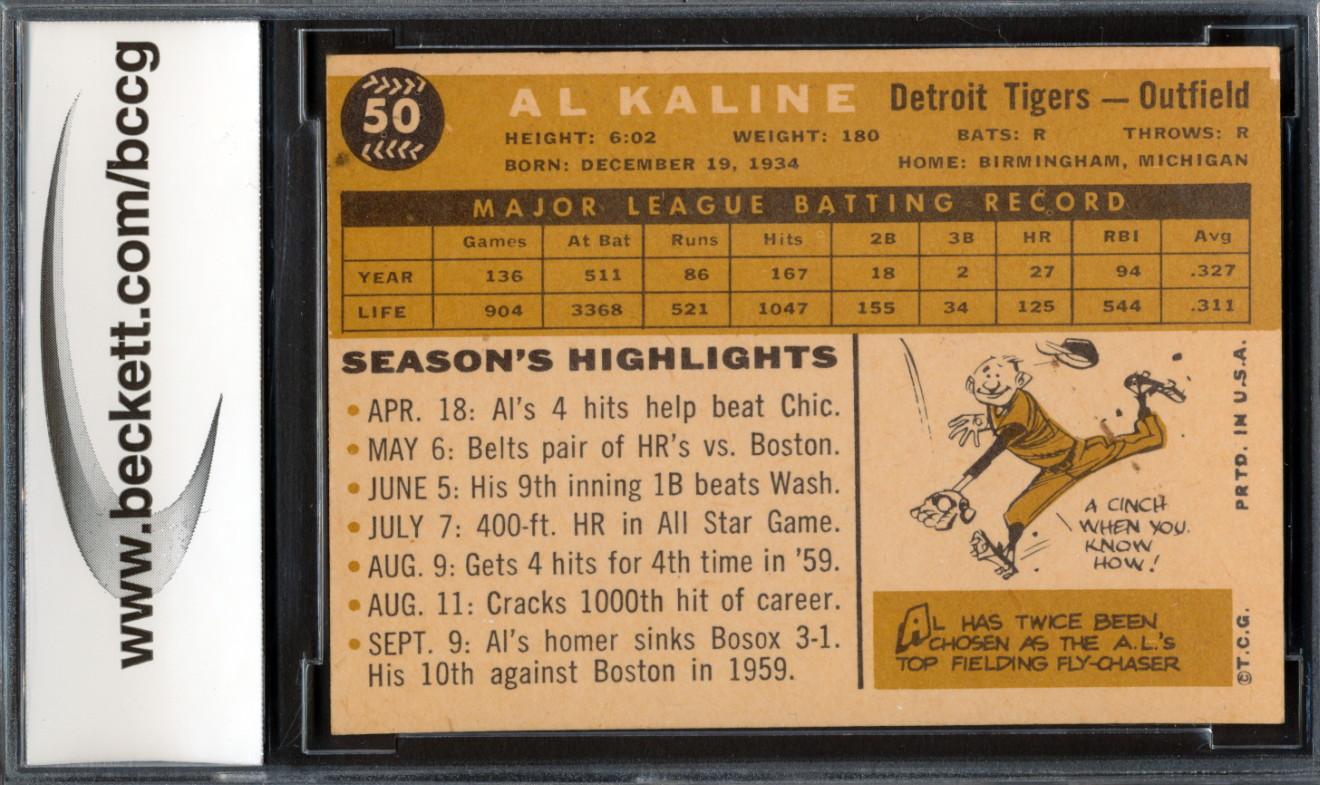 www.beckett.com/bccg
50
AL KALINE Detroit Tigers — Outfield
HEIGHT: 6:02 WEIGHT: 180 BATS: R THROWS: R
BORN: DECEMBER 19, 1934 HOME: BIRMINGHAM, MICHIGAN
MAJOR LEAGUE BATTING RECORD
Games At Bat Runs Hits 2B 3B HR RBI Avg
YEAR 136 511 86 167 18 2 27 94 .327
LIFE 904 3368 521 1047 155 34 125 544 .311
SEASON'S HIGHLIGHTS
• APR. 18: Al's 4 hits help beat Chic.
• MAY 6: Belts pair of HR's vs. Boston.
• JUNE 5: His 9th inning 1B beats Wash.
• JULY 7: 400-ft. HR in All Star Game.
• AUG. 9: Gets 4 hits for 4th time in '59.
• AUG. 11: Cracks 1000th hit of career.
• SEPT. 9: Al's homer sinks Bosox 3-1.
His 10th against Boston in 1959.
A CINCH
WHEN YOU
KNOW
HOW!
AL HAS TWICE BEEN
CHOSEN AS THE A.L.'S
TOP FIELDING FLY-CHASER
©T.C.G. PRTD. IN U.S.A.